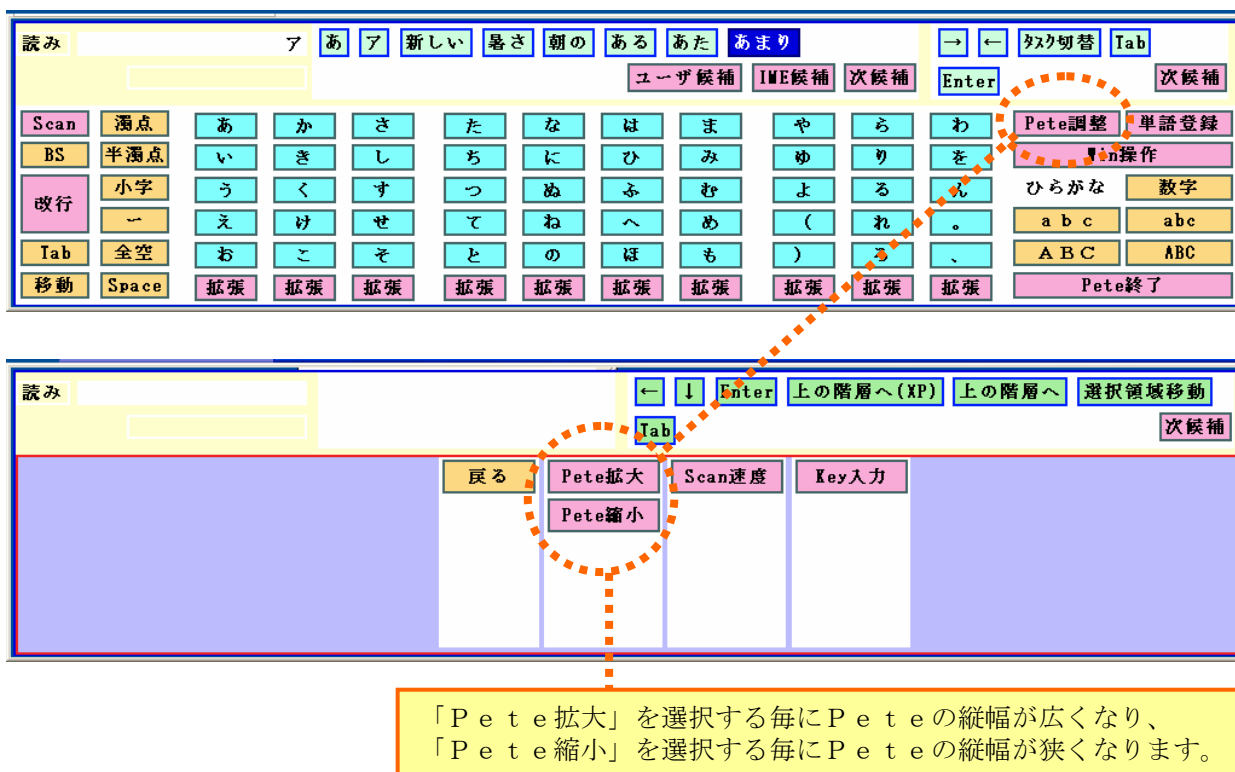 読み ア あ ア 新しい 暑さ 朝の ある あた あまり → ← ﾀｽｸ切替 Tab
ユーザ候補 IME候補 次候補 Enter 次候補
Scan 濁点 あ か さ た な は ま や ら わ Pete調整 単語登録
BS 半濁点 い き し ち に ひ み ゆ り を Win操作
改行 小字 う く す つ ぬ ふ む よ る ん ひらがな 数字
ー え け せ て ね へ め ( れ 。 ａｂｃ abc
Tab 全空 お こ そ と の ほ も ) ろ 、 ＡＢＣ ABC
移動 Space 拡張 拡張 拡張 拡張 拡張 拡張 拡張 拡張 拡張 拡張 Pete終了
読み ← ↓ Enter 上の階層へ(XP) 上の階層へ 選択領域移動
Tab 次候補
戻る Pete拡大 Scan速度 Key入力
Pete縮小
「Ｐｅｔｅ拡大」を選択する毎にＰｅｔｅの縦幅が広くなり、
「Ｐｅｔｅ縮小」を選択する毎にＰｅｔｅの縦幅が狭くなります。